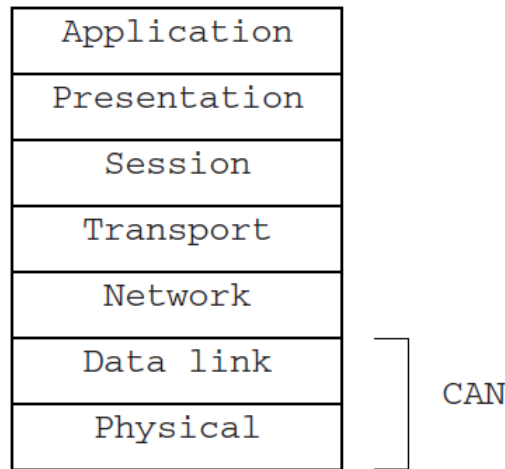 Application
Presentation
Session
Transport
Network
Data link
Physical
CAN